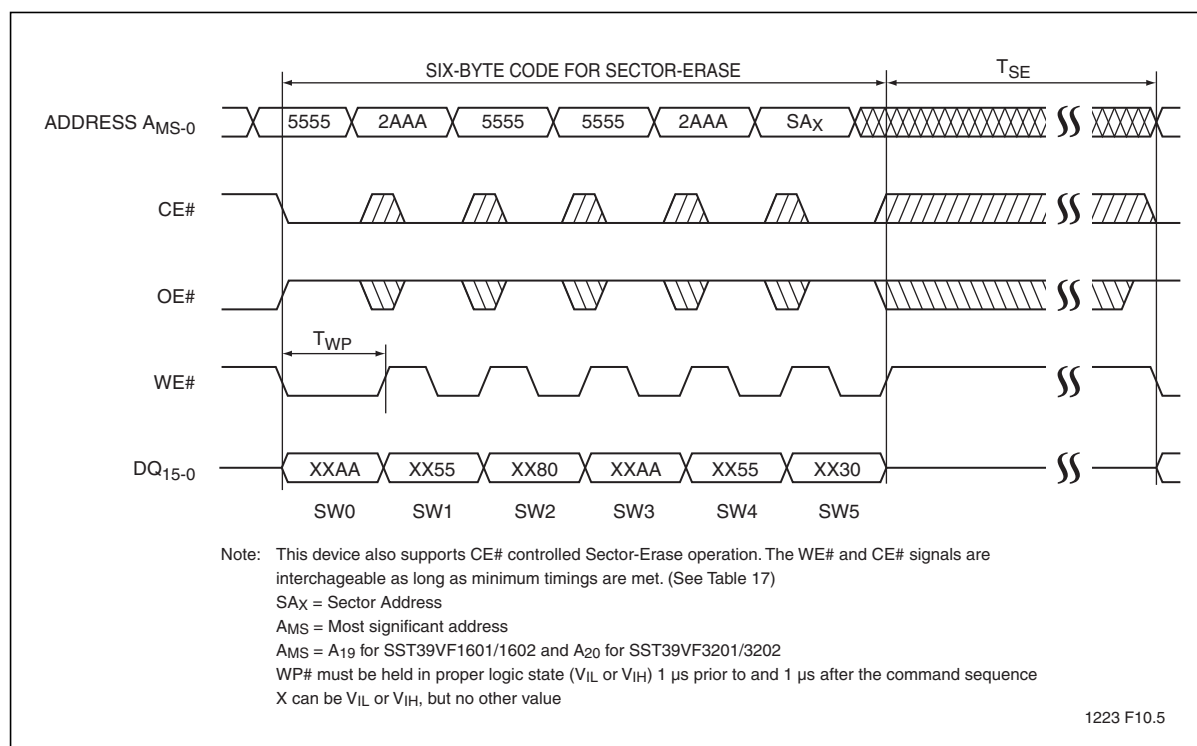 SIX-BYTE CODE FOR SECTOR-ERASE
TSE
ADDRESS AMS-0
5555 2AAA 5555 5555 2AAA SAX
CE#
OE#
TWP
WE#
DQ15-0
XXAA XX55 XX80 XXAA XX55 XX30
SW0 SW1 SW2 SW3 SW4 SW5
Note: This device also supports CE# controlled Sector-Erase operation. The WE# and CE# signals are
interchageable as long as minimum timings are met. (See Table 17)
SAX = Sector Address
AMS = Most significant address
AMS = A19 for SST39VF1601/1602 and A20 for SST39VF3201/3202
WP# must be held in proper logic state (VIL or VIH) 1 µs prior to and 1 µs after the command sequence
X can be VIL or VIH, but no other value
1223 F10.5